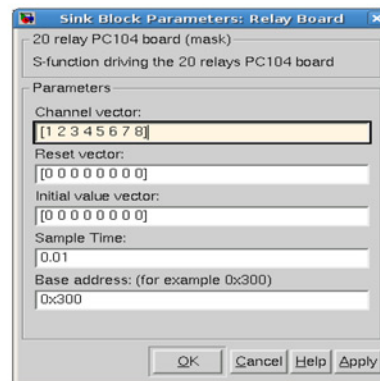 Sink Block Parameters: Relay Board
20 relay PC104 board (mask)
S-function driving the 20 relays PC104 board
Parameters
Channel vector:
[1 2 3 4 5 6 7 8]
Reset vector:
[0 0 0 0 0 0 0 0]
Initial value vector:
[0 0 0 0 0 0 0 0]
Sample Time:
0.01
Base address: (for example 0x300)
0x300
OK Cancel Help Apply